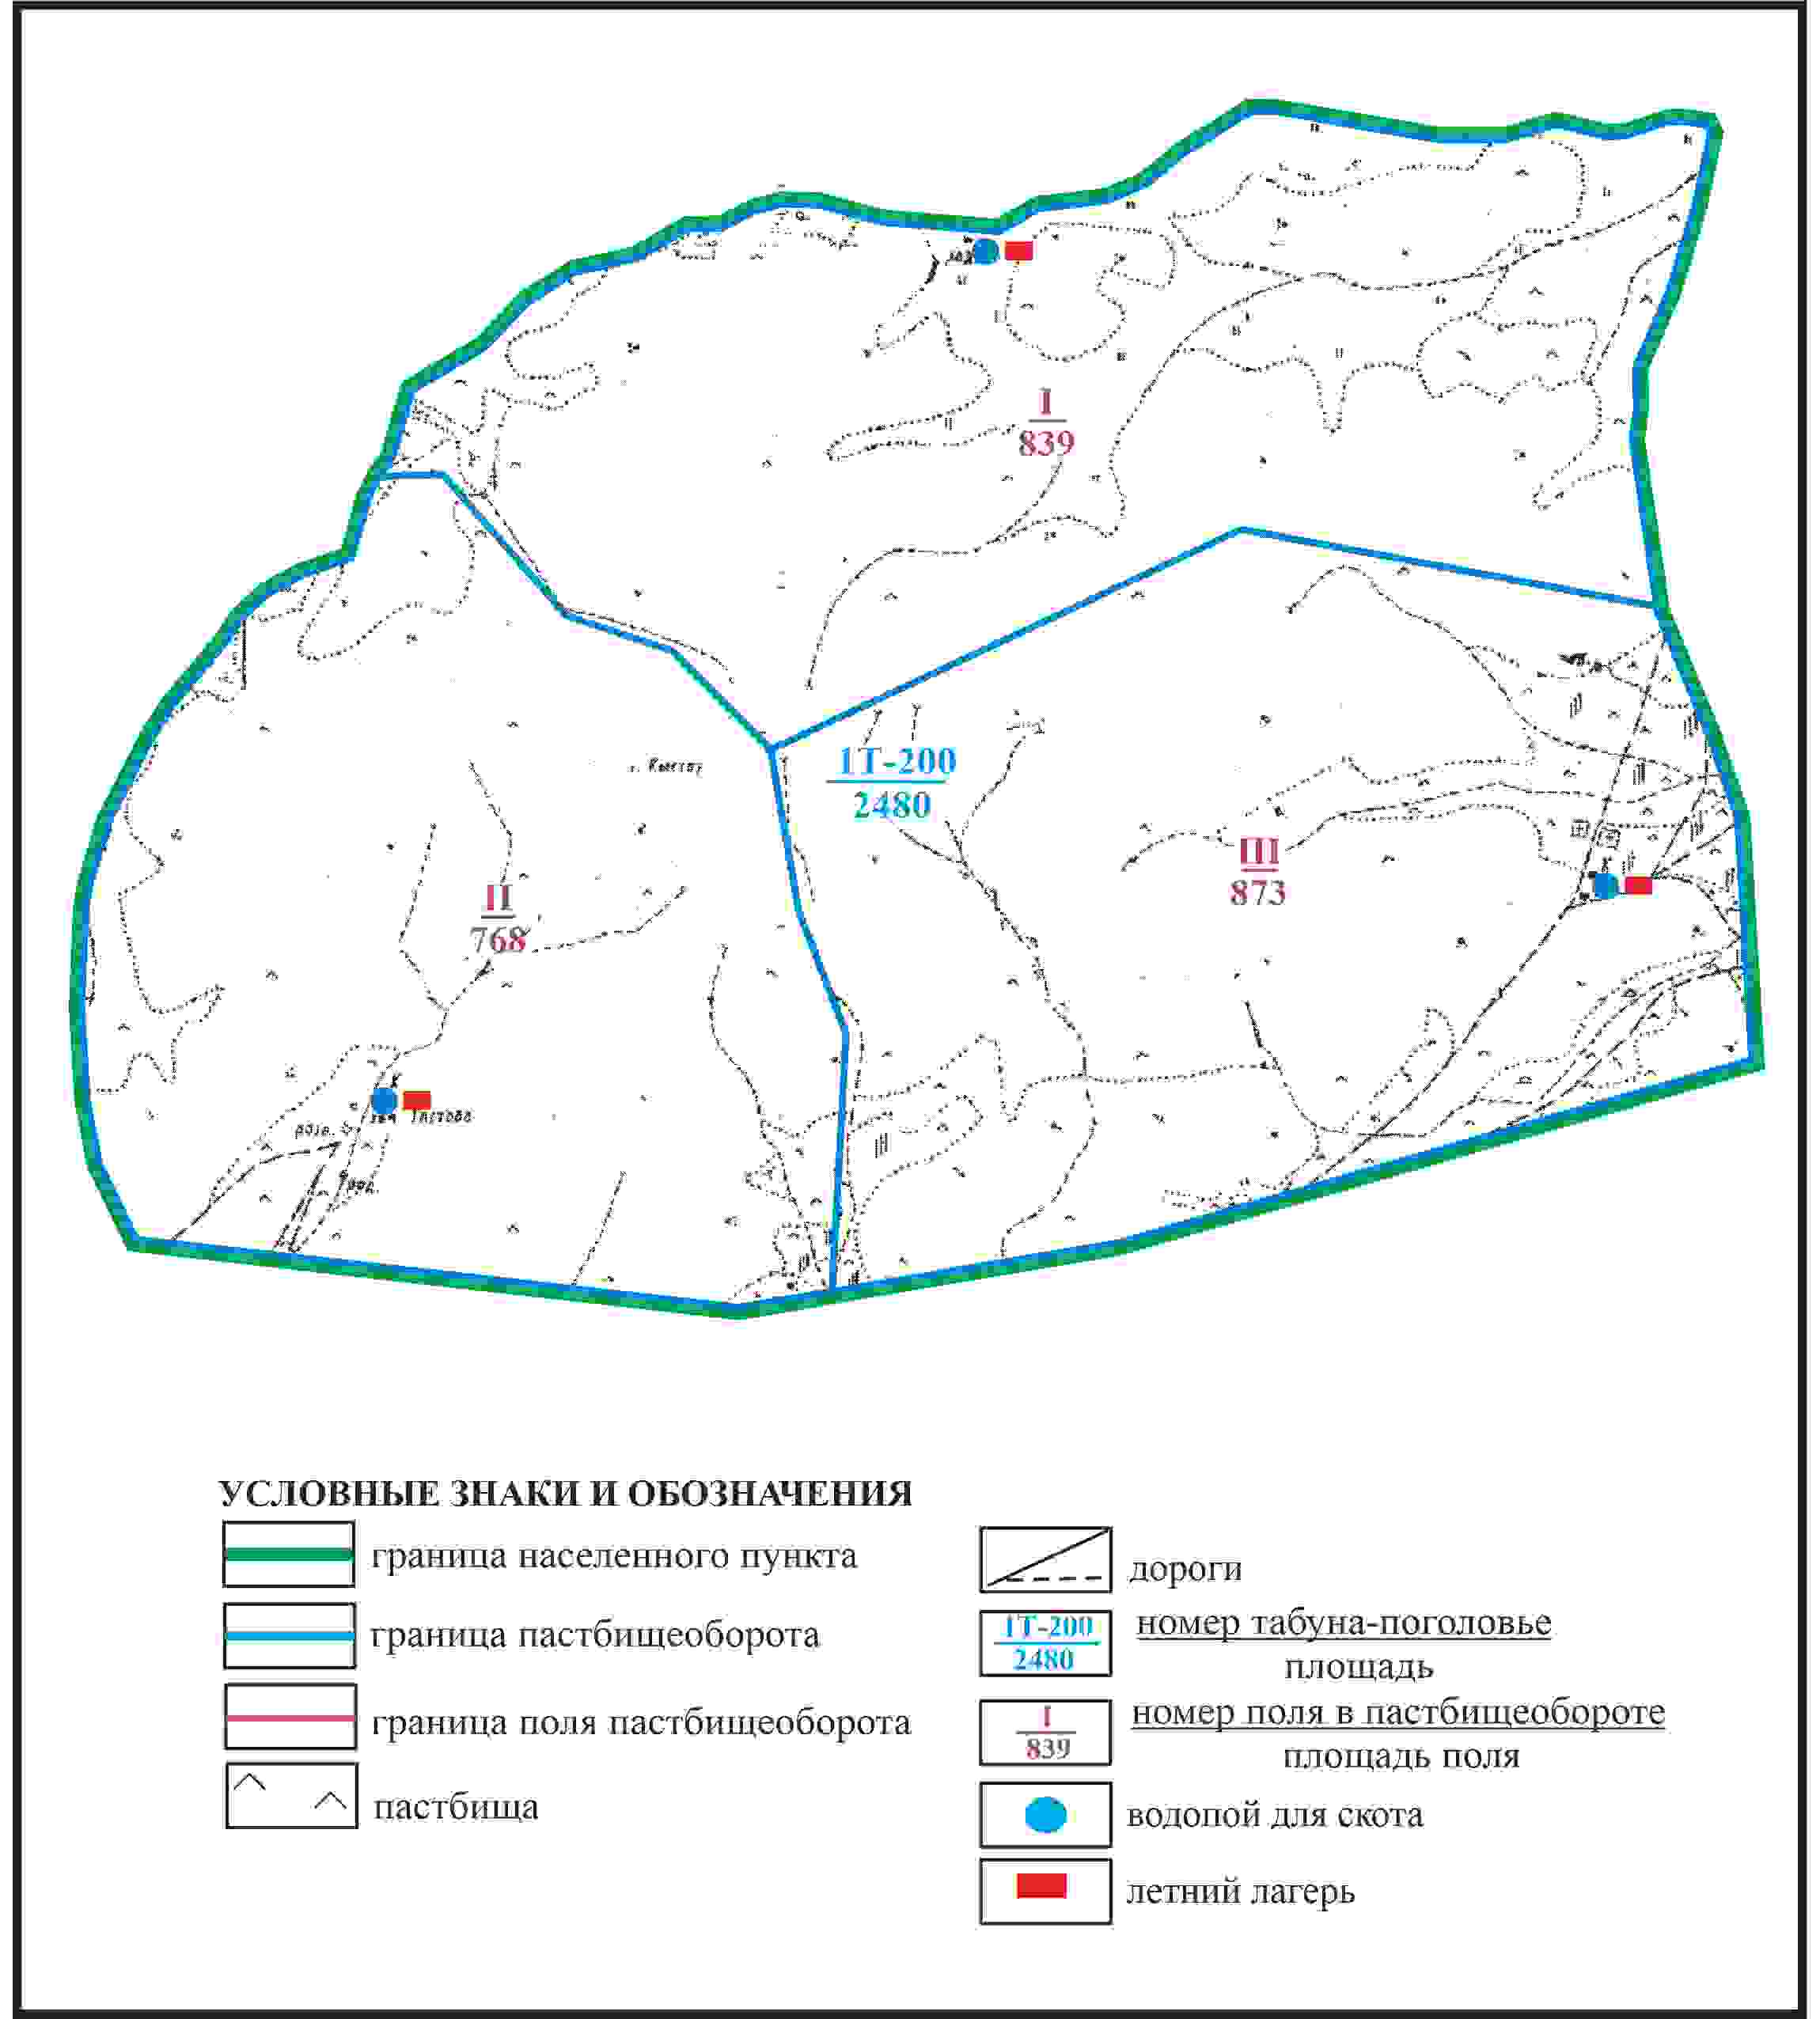 I
839
1Т-200
2480
III
873
II
768
УСЛОВНЫЕ ЗНАКИ И ОБОЗНАЧЕНИЯ
граница населенного пункта
граница пастбищеоборота
граница поля пастбищеоборота
пастбища
дороги
1Т-200
2480
номер табуна-поголовье
площадь
I
839
номер поля в пастбищеобороте
площадь поля
водопой для скота
летний лагерь